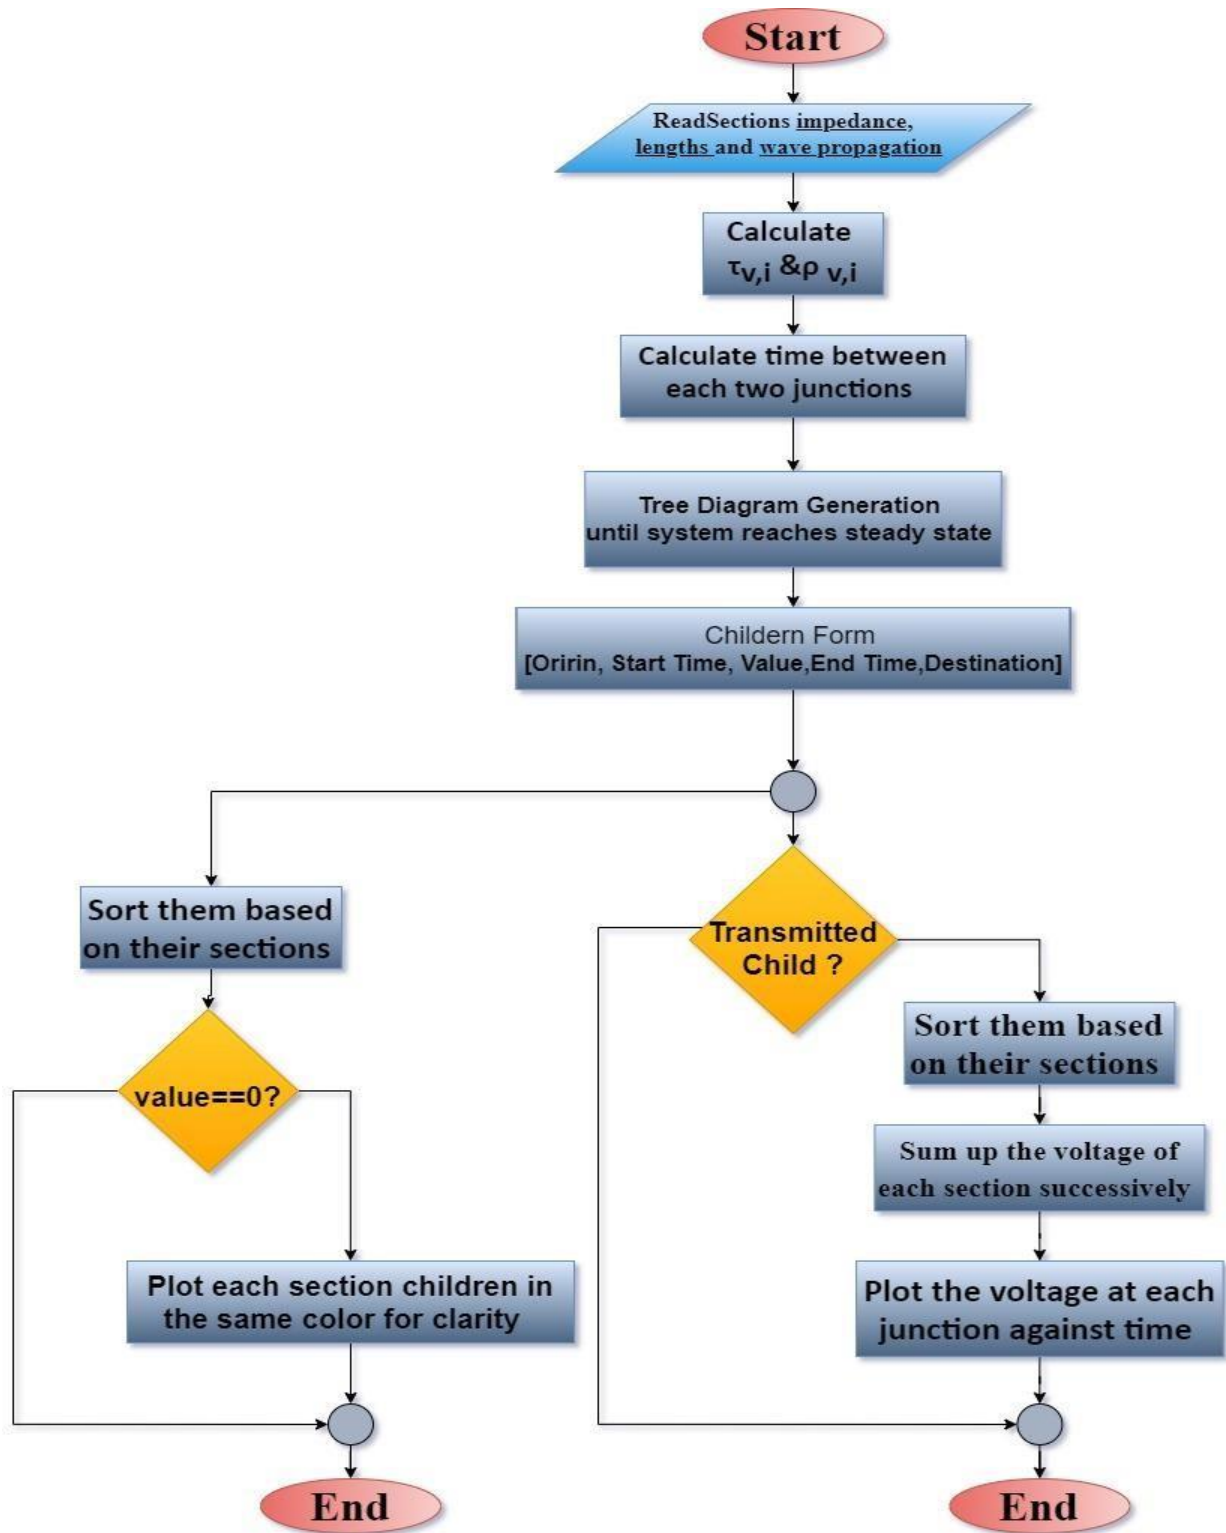 Start
ReadSections impedance,
lengths and wave propagation
Calculate
τv,i &ρ v,i
Calculate time between
each two junctions
Tree Diagram Generation
until system reaches steady state
Childern Form
[Oririn, Start Time, Value,End Time,Destination]
Sort them based
on their sections
value==0?
Plot each section children in
the same color for clarity
End
Transmitted
Child ?
Sort them based
on their sections
Sum up the voltage of
each section successively
Plot the voltage at each
junction against time
End